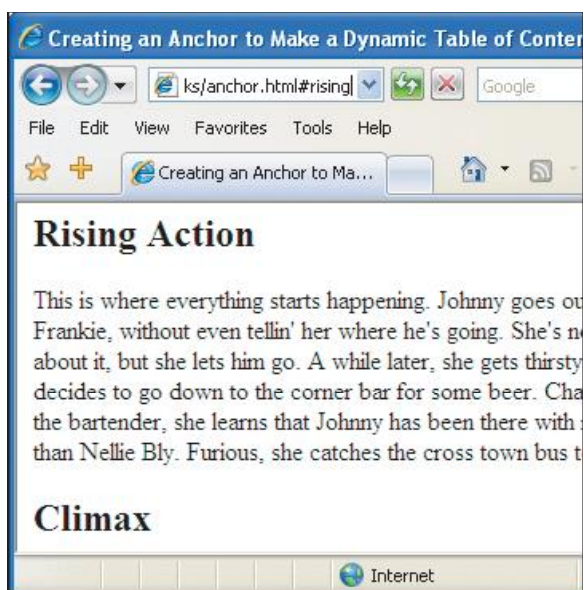 Creating an Anchor to Make a Dynamic Table of Conter
ks/anchor.html#rising
Google
File Edit View Favorites Tools Help
Creating an Anchor to Ma...
Rising Action
This is where everything starts happening. Johnny goes ou
Frankie, without even tellin' her where he's going. She's n
about it, but she lets him go. A while later, she gets thirsty
decides to go down to the corner bar for some beer. Cha
the bartender, she learns that Johnny has been there with
than Nellie Bly. Furious, she catches the cross town bus t
Climax
Internet